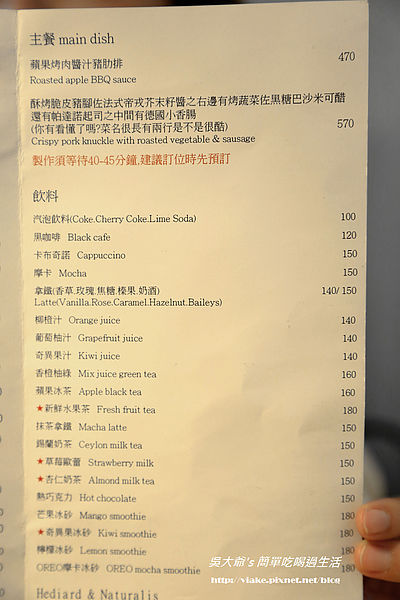 主餐 main dish
蘋果烤肉醬汁豬肋排 470
Roasted apple BBQ sauce
酥烤脆皮豬腳佐法式帝戎芥末籽醬之右邊有烤蔬菜佐黑糖巴沙米可醋
還有帕達諾起司之中間有德國小香腸
(你有看懂了嗎?菜名很長有兩行是不是很酷) 570
Crispy pork knuckle with roasted vegetable & sausage
製作須等待40-45分鐘,建議訂位時先預訂
飲料
汽泡飲料(Coke.Cherry Coke.Lime Soda) 100
黑咖啡 Black cafe 120
卡布奇諾 Cappuccino 150
摩卡 Mocha 150
拿鐵(香草.玫瑰.焦糖.榛果.奶酒) 140/150
Latte(Vanilla.Rose.Caramel.Hazelnut.Baileys)
柳橙汁 Orange juice 140
葡萄柚汁 Grapefruit juice 140
奇異果汁 Kiwi juice 140
香橙柚綠 Mix juice green tea 160
蘋果冰茶 Apple black tea 160
★新鮮水果茶 Fresh fruit tea 180
抹茶拿鐵 Macha latte 150
錫蘭奶茶 Ceylon milk tea 150
★草莓歐蕾 Strawberry milk 150
★杏仁奶茶 Almond milk tea 150
熱巧克力 Hot chocolate 150
芒果冰砂 Mango smoothie 180
★奇異果冰砂 Kiwi smoothie 180
檸檬冰砂 Lemon smoothie 180
OREO摩卡冰砂 OREO mocha smoothie 180
Hediard & Naturalis
吳大爺's 簡單吃喝過生活
http://viake.pixnet.net/blog